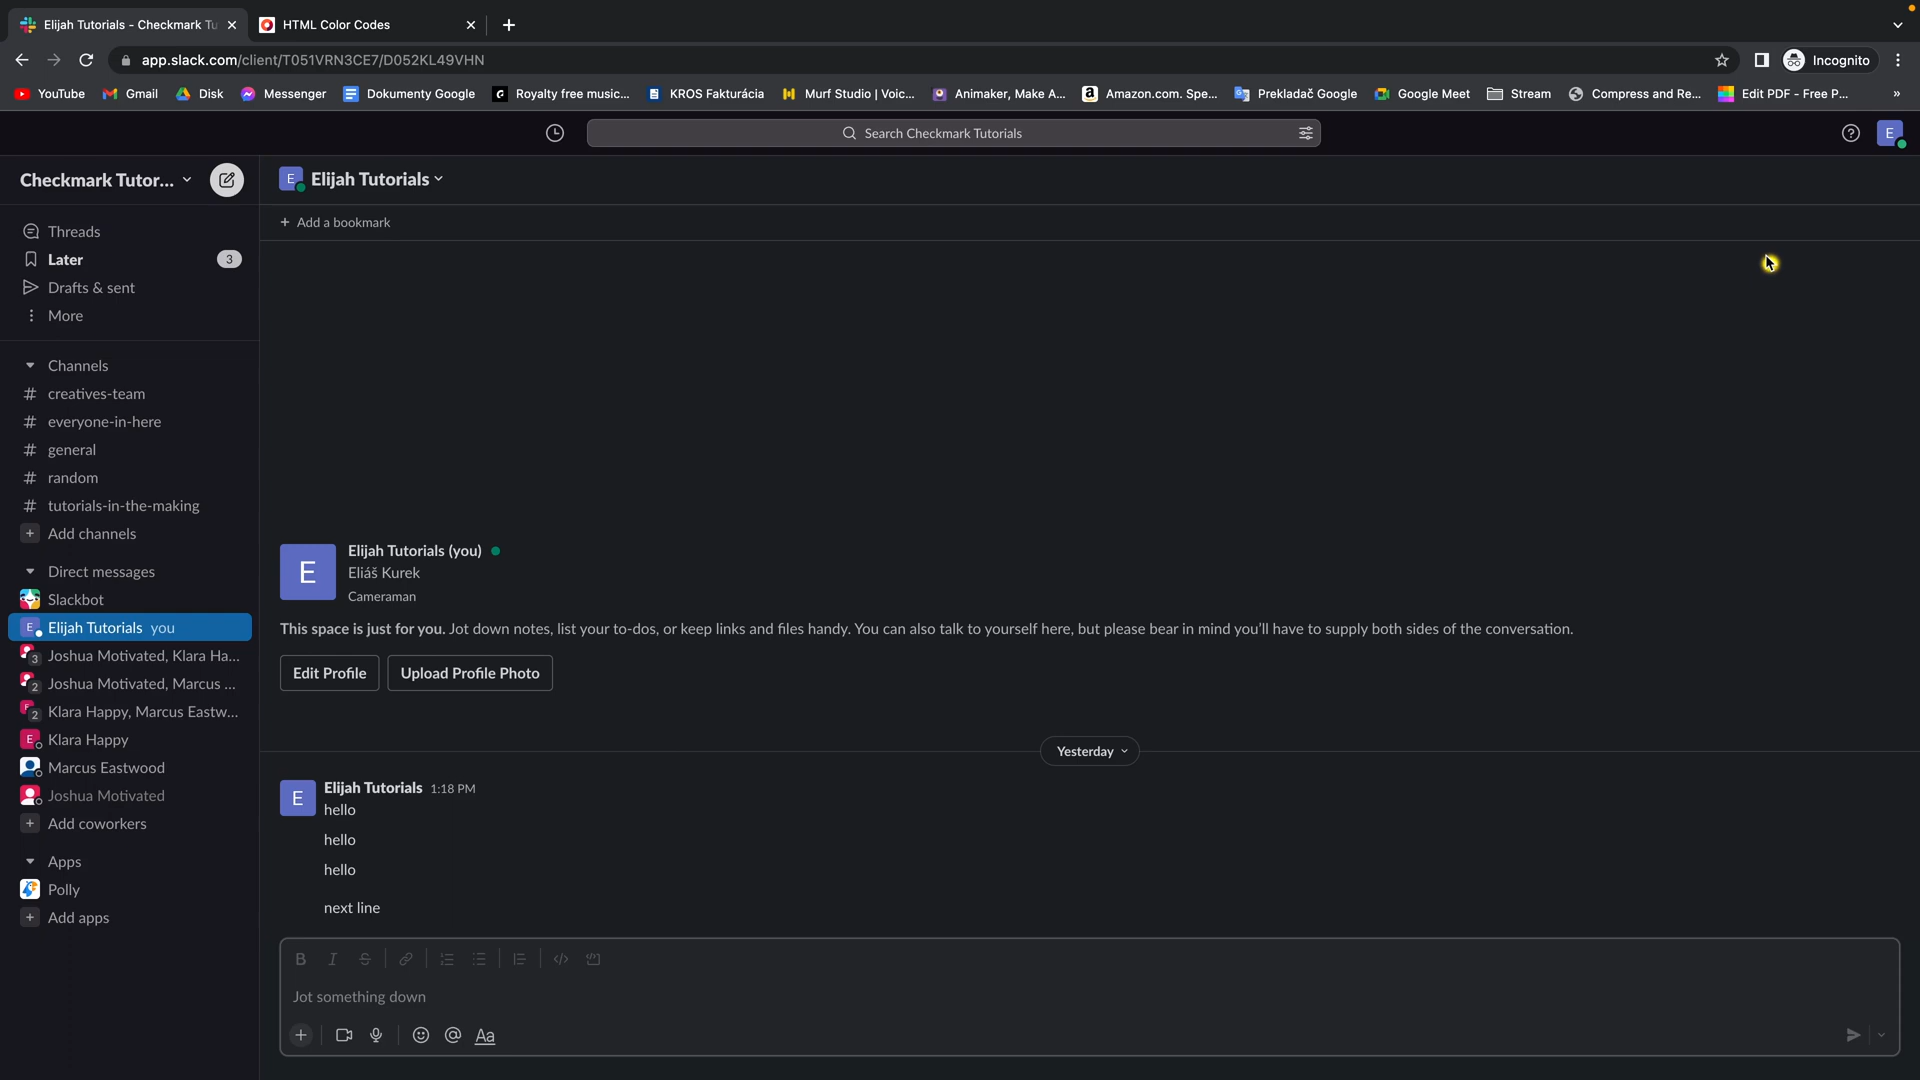 Elijah Tutorials - Checkmark Tu
HTML Color Codes
app.slack.com/client/T051VRN3CE7/D052KL49VHN
Incognito
YouTube
Gmail
Disk
Messenger
Dokumenty Google
Royalty free music...
KROS Fakturácia
Murf Studio | Voic...
Animaker, Make A...
Amazon.com. Spe...
Prekladač Google
Google Meet
Stream
Compress and Re...
Edit PDF - Free P...
»
Search Checkmark Tutorials
E
Checkmark Tutor...
E
Elijah Tutorials
+ Add a bookmark
Threads
Later
3
Drafts & sent
More
Channels
# creatives-team
# everyone-in-here
# general
# random
# tutorials-in-the-making
+ Add channels
Direct messages
Slackbot
E Elijah Tutorials you
3 Joshua Motivated, Klara Ha...
2 Joshua Motivated, Marcus ...
2 Klara Happy, Marcus Eastw...
E Klara Happy
Marcus Eastwood
Joshua Motivated
+ Add coworkers
Apps
Polly
+ Add apps
E
Elijah Tutorials (you)
Eliáš Kurek
Cameraman
This space is just for you. Jot down notes, list your to-dos, or keep links and files handy. You can also talk to yourself here, but please bear in mind you'll have to supply both sides of the conversation.
Edit Profile
Upload Profile Photo
Yesterday
E
Elijah Tutorials 1:18 PM
hello
hello
hello
next line
B I S
Jot something down
+ @ Aa